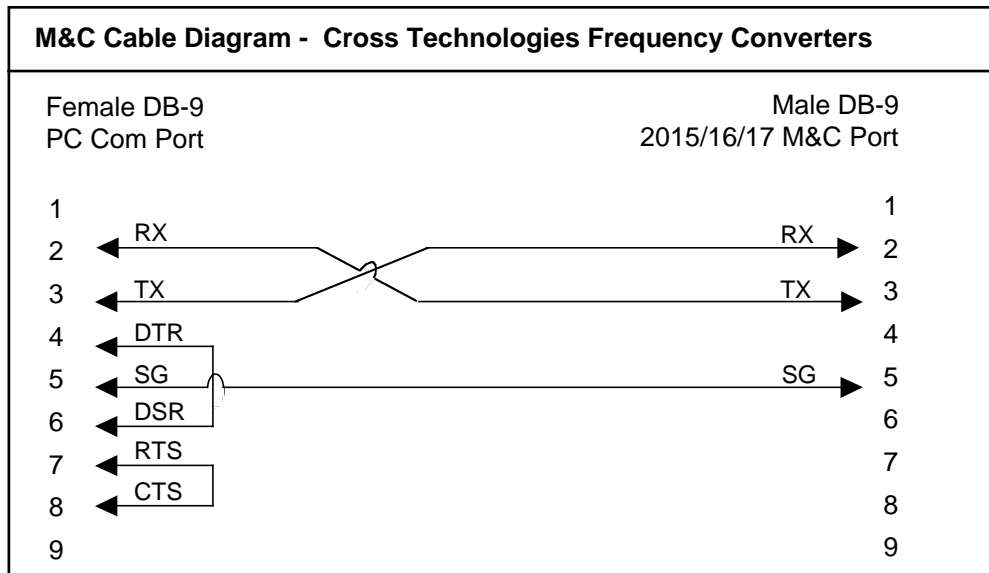 M&C Cable Diagram - Cross Technologies Frequency Converters
Female DB-9
PC Com Port
Male DB-9
2015/16/17 M&C Port
1 1
2 RX RX 2
3 TX TX 3
4 DTR 4
5 SG SG 5
6 DSR 6
7 RTS 7
8 CTS 8
9 9